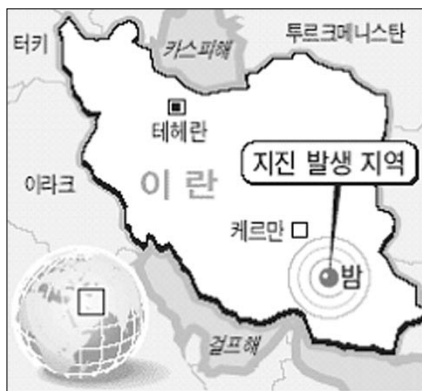 터키
카스피해
투르크메니스탄
테헤란
지진 발생 지역
이라크
이란
케르만
밤
걸프해